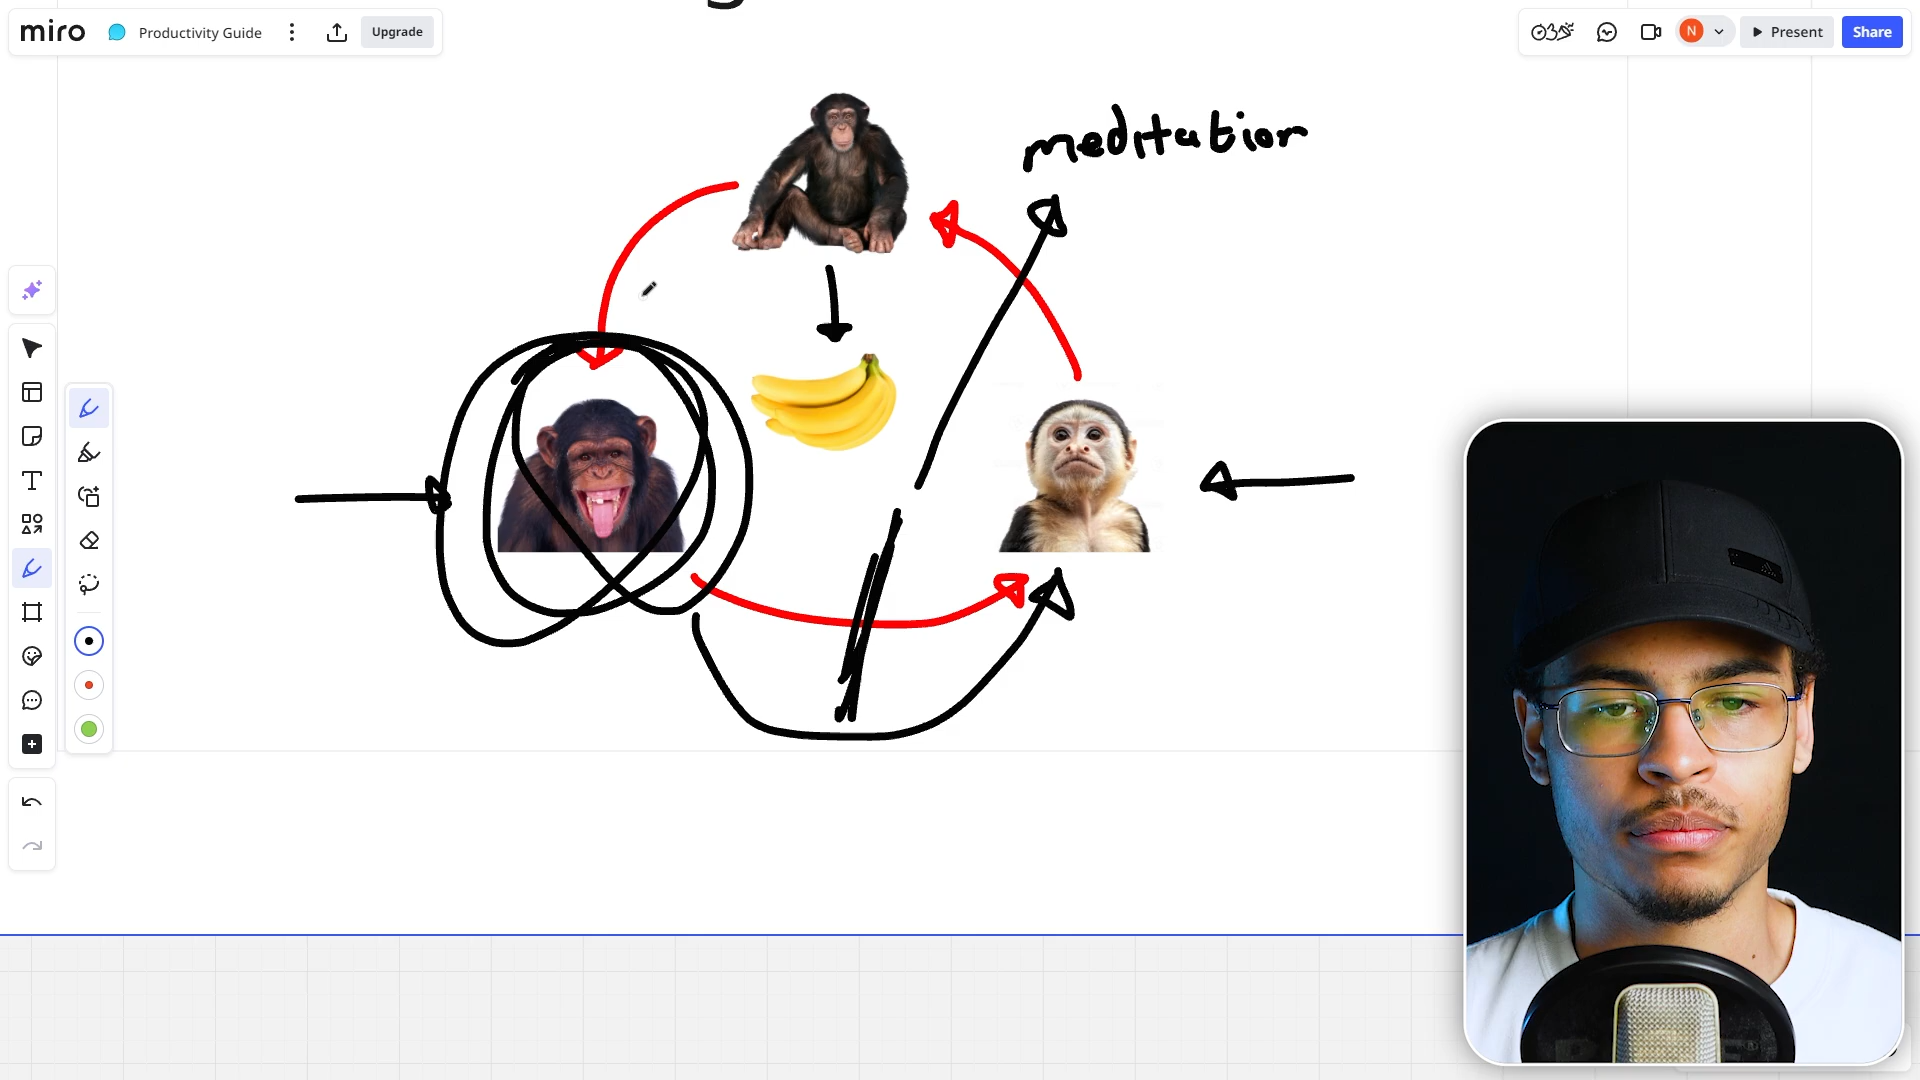 miro
Productivity Guide
Upgrade
N
Present
Share
meditation